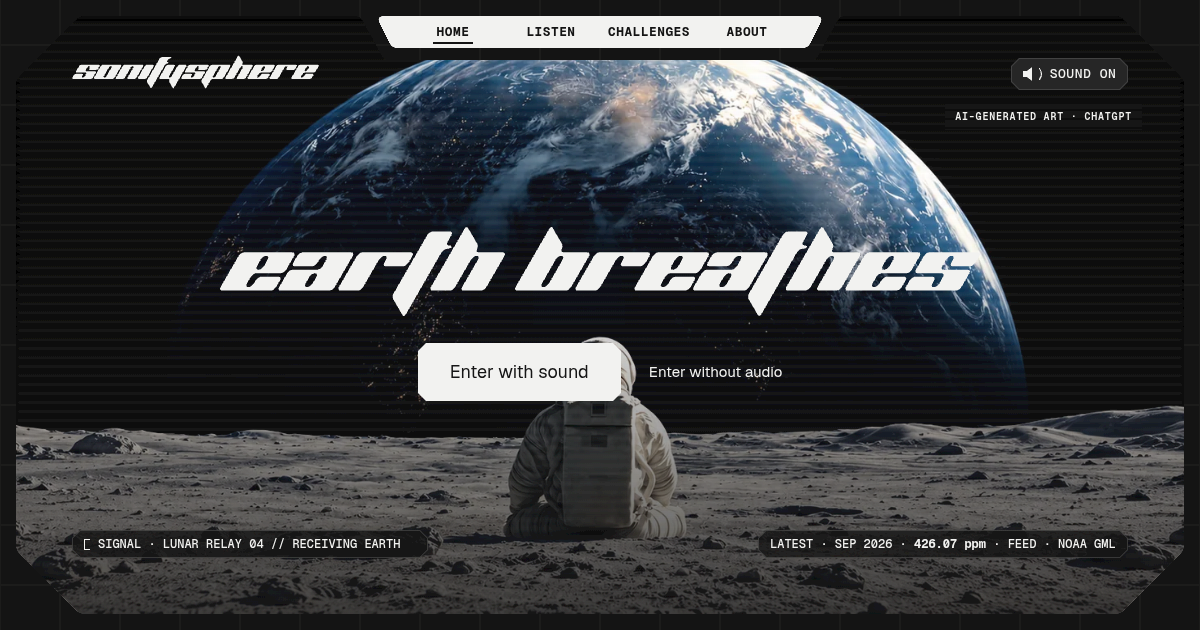 HOME LISTEN CHALLENGES ABOUT
sonifysphere
SOUND ON
AI-GENERATED ART · CHATGPT
earth breathes
Enter with sound
Enter without audio
SIGNAL · LUNAR RELAY 04 // RECEIVING EARTH
LATEST · SEP 2026 · 426.07 ppm · FEED · NOAA GML